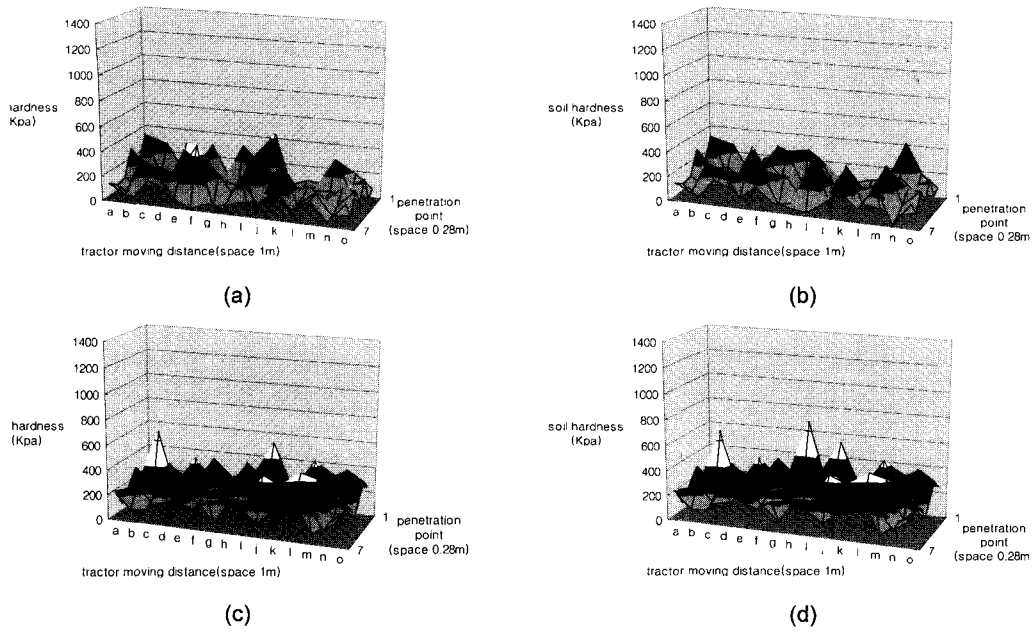 1400
1200
1000
800
hardness
(Kpa)
600
400
200
0
a b c d e f g h i j k l m n o
1
7
penetration
point
(space 0.28m)
tractor moving distance(space 1m)
(a)
1400
1200
1000
800
soil hardness
(Kpa)
600
400
200
0
a b c d e f g h i j k l m n o
1
7
penetration
point
(space 0.28m
tractor moving distance(space 1m)
(b)
1400
1200
1000
800
hardness
(Kpa)
600
400
200
0
a b c d e f g h i j k l m n o
1
7
penetration
point
(space 0.28m)
tractor moving distance(space 1m)
(c)
1400
1200
1000
800
soil hardness
(Kpa)
600
400
200
0
a b c d e f g h i j k l m n o
1
7
penetration
point
(space 0.28m
tractor moving distance(space 1m)
(d)